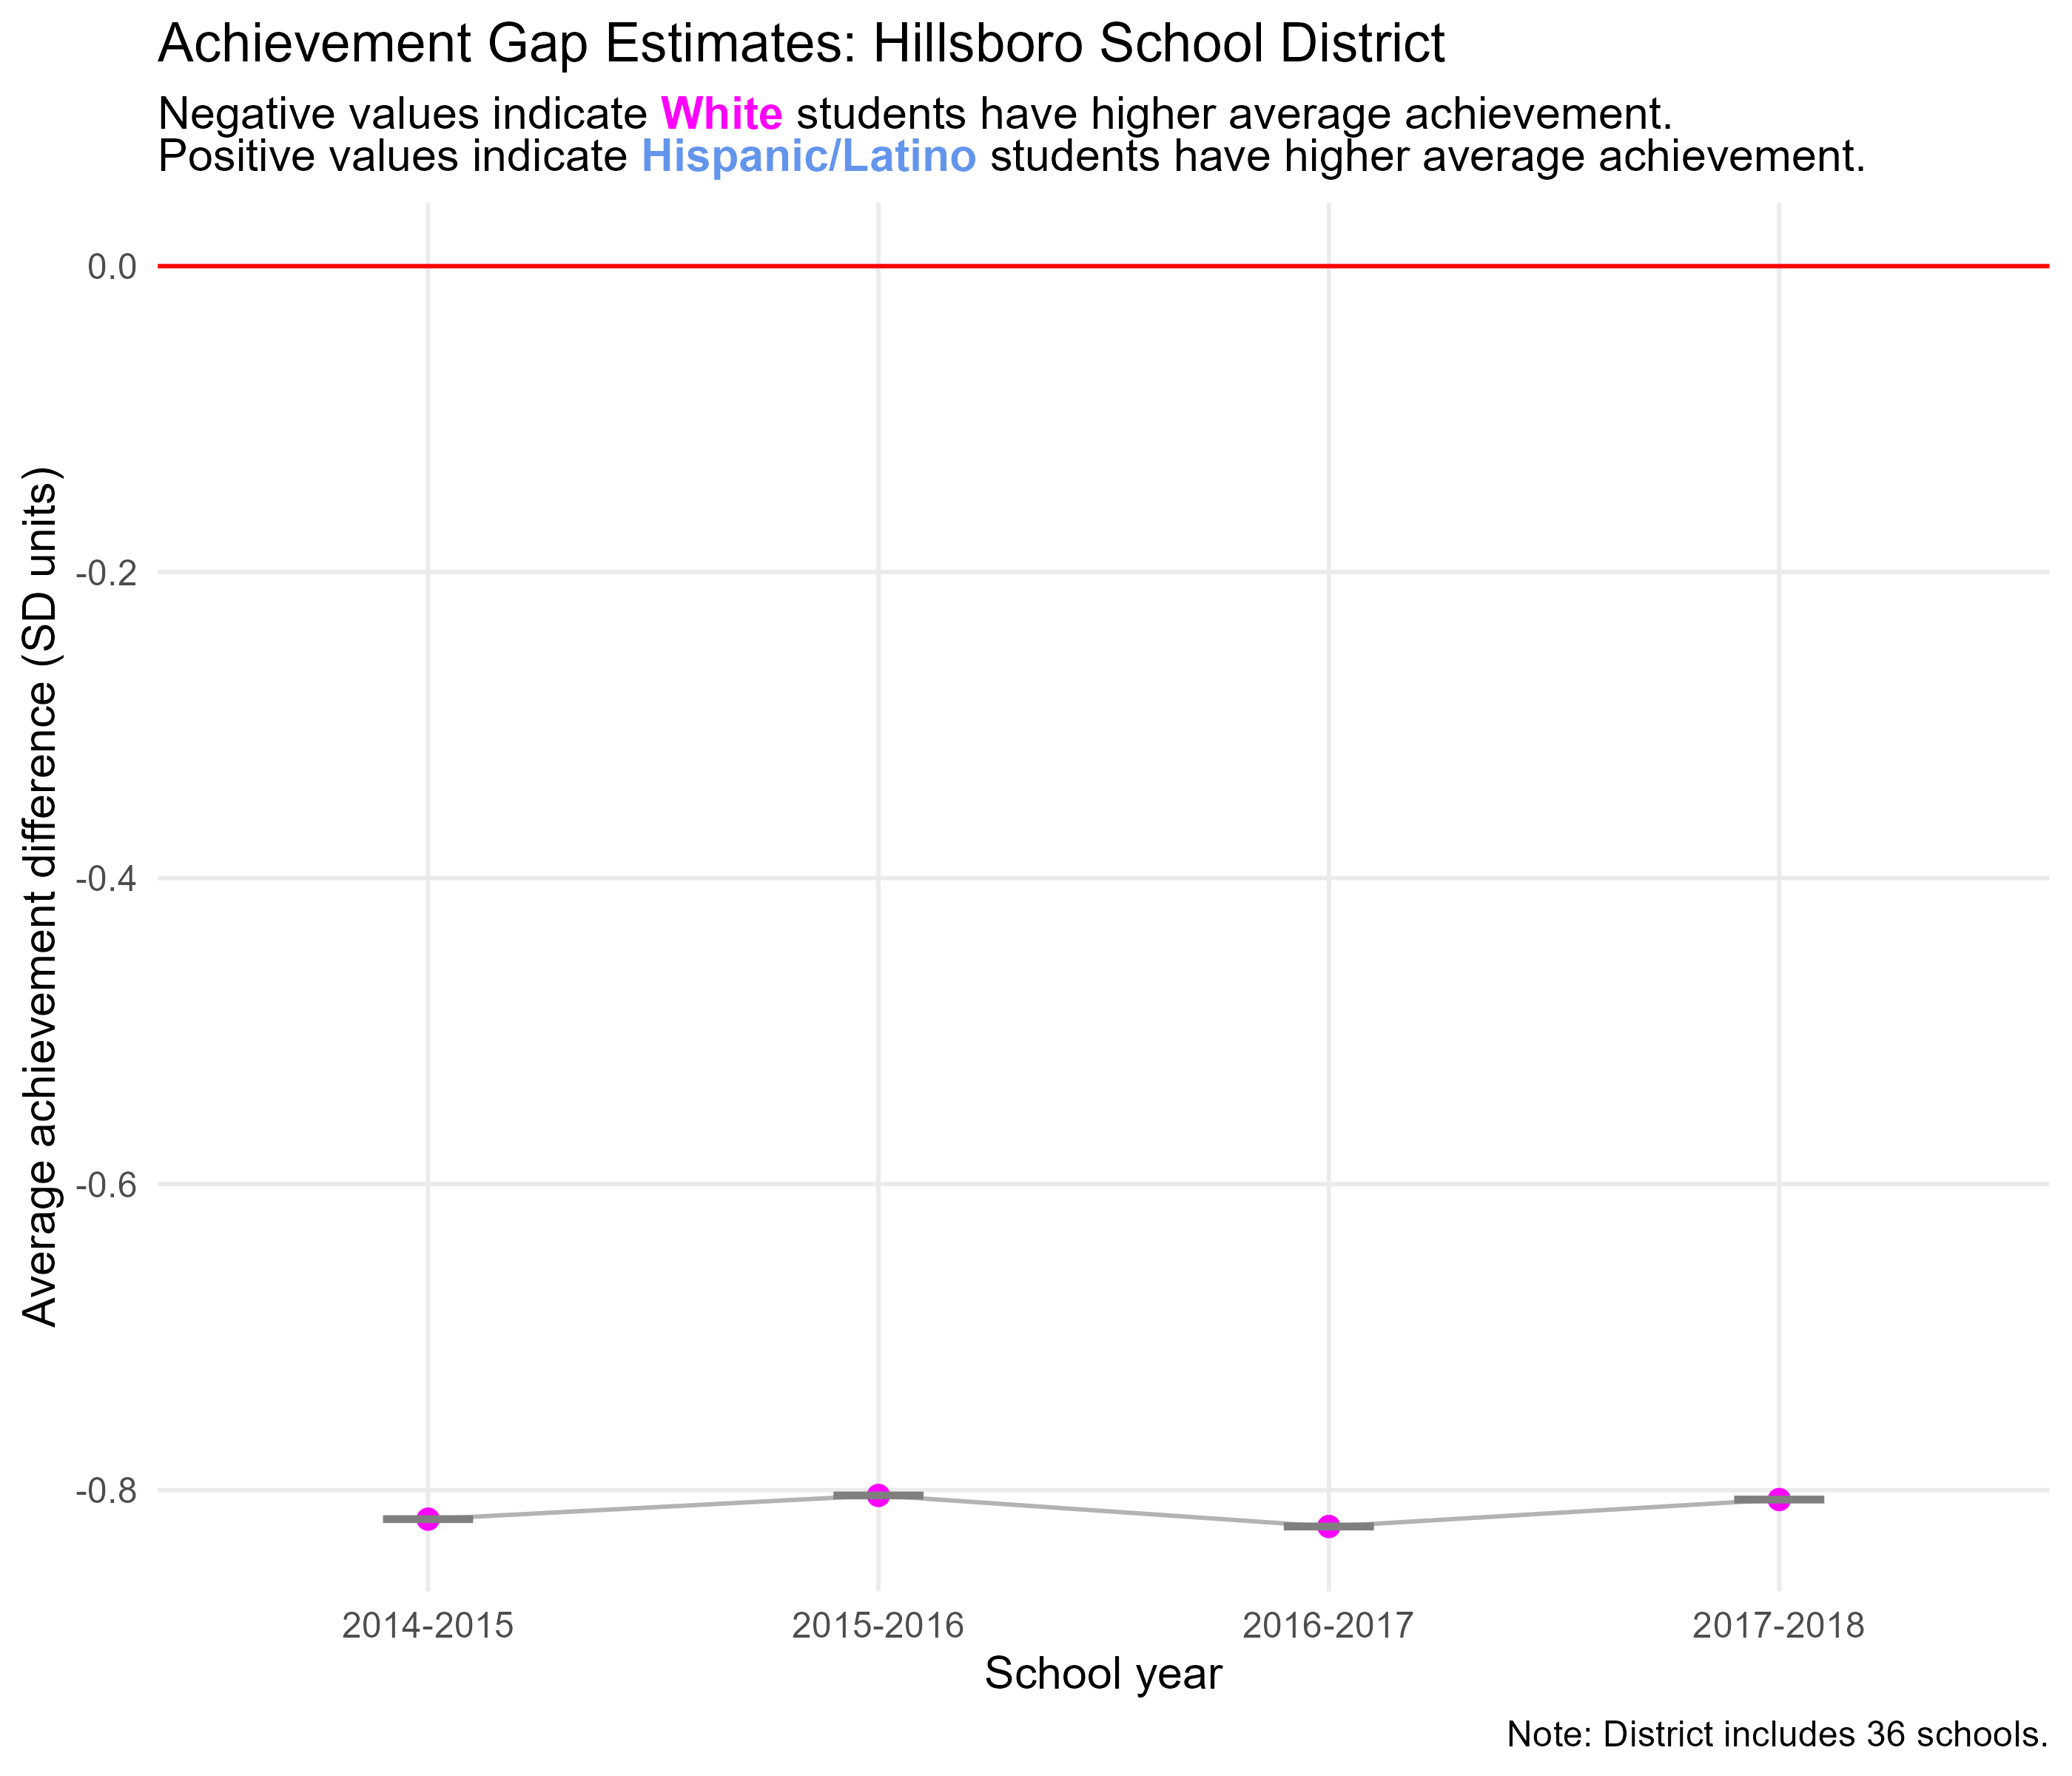 Achievement Gap Estimates: Hillsboro School District
Negative values indicate White students have higher average achievement.
Positive values indicate Hispanic/Latino students have higher average achievement.
Average achievement difference (SD units)
0.0
-0.2
-0.4
-0.6
-0.8
2014-2015
2015-2016
2016-2017
2017-2018
School year
Note: District includes 36 schools.